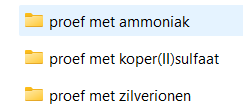 proef met ammoniak
proef met koper(II)sulfaat
proef met zilverionen